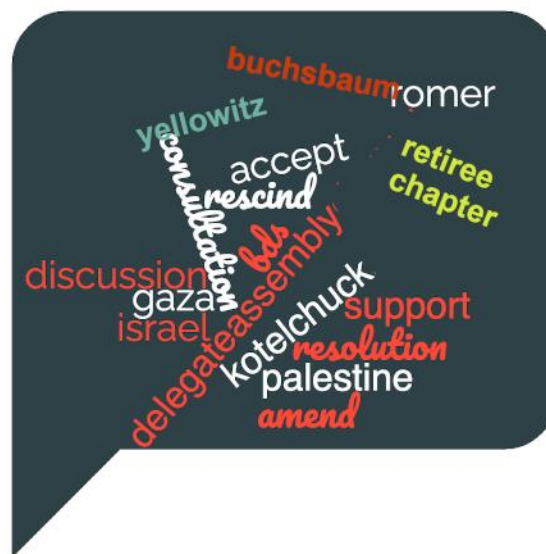 buchsbaum
romer
yellowitz
retiree
chapter
accept
consultation
rescind
bds
delegateassembly
discussion
gaza
israel
kotelchuck
support
resolution
palestine
amend